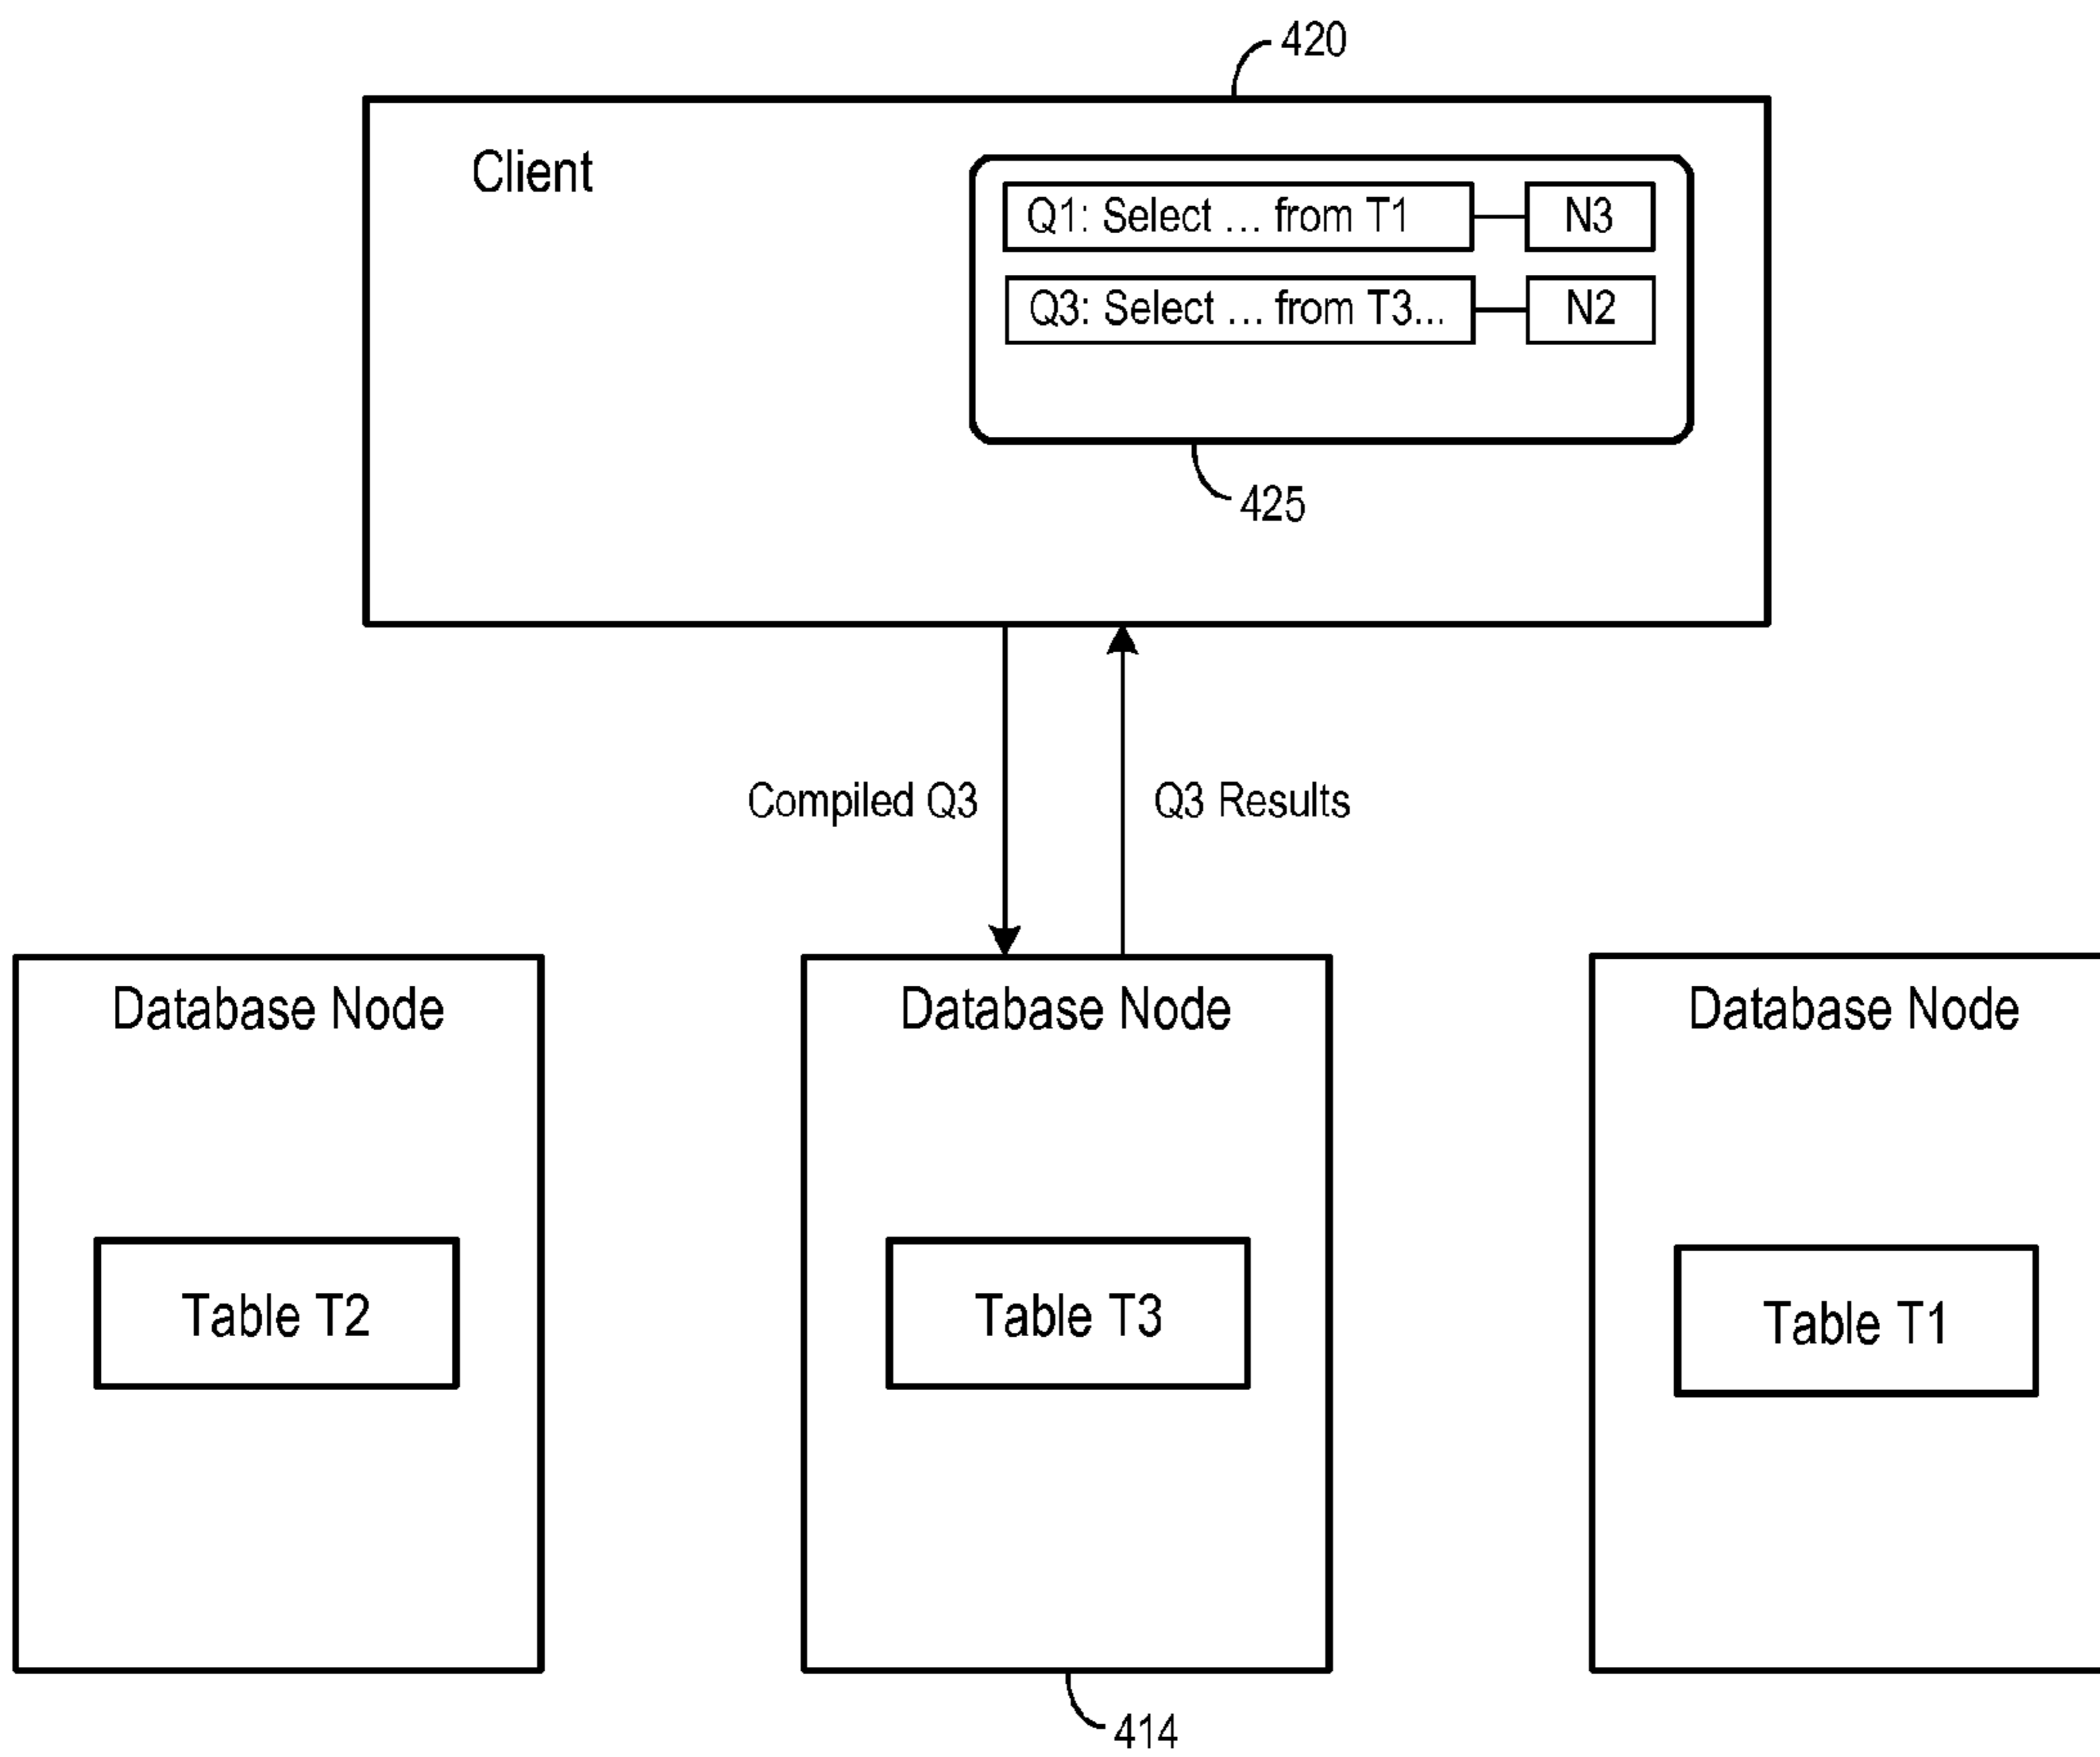 420
Client
Q1: Select ... from T1
N3
Q3: Select ... from T3...
N2
425
Compiled Q3
Q3 Results
Database Node
Database Node
Database Node
Table T2
Table T3
Table T1
414